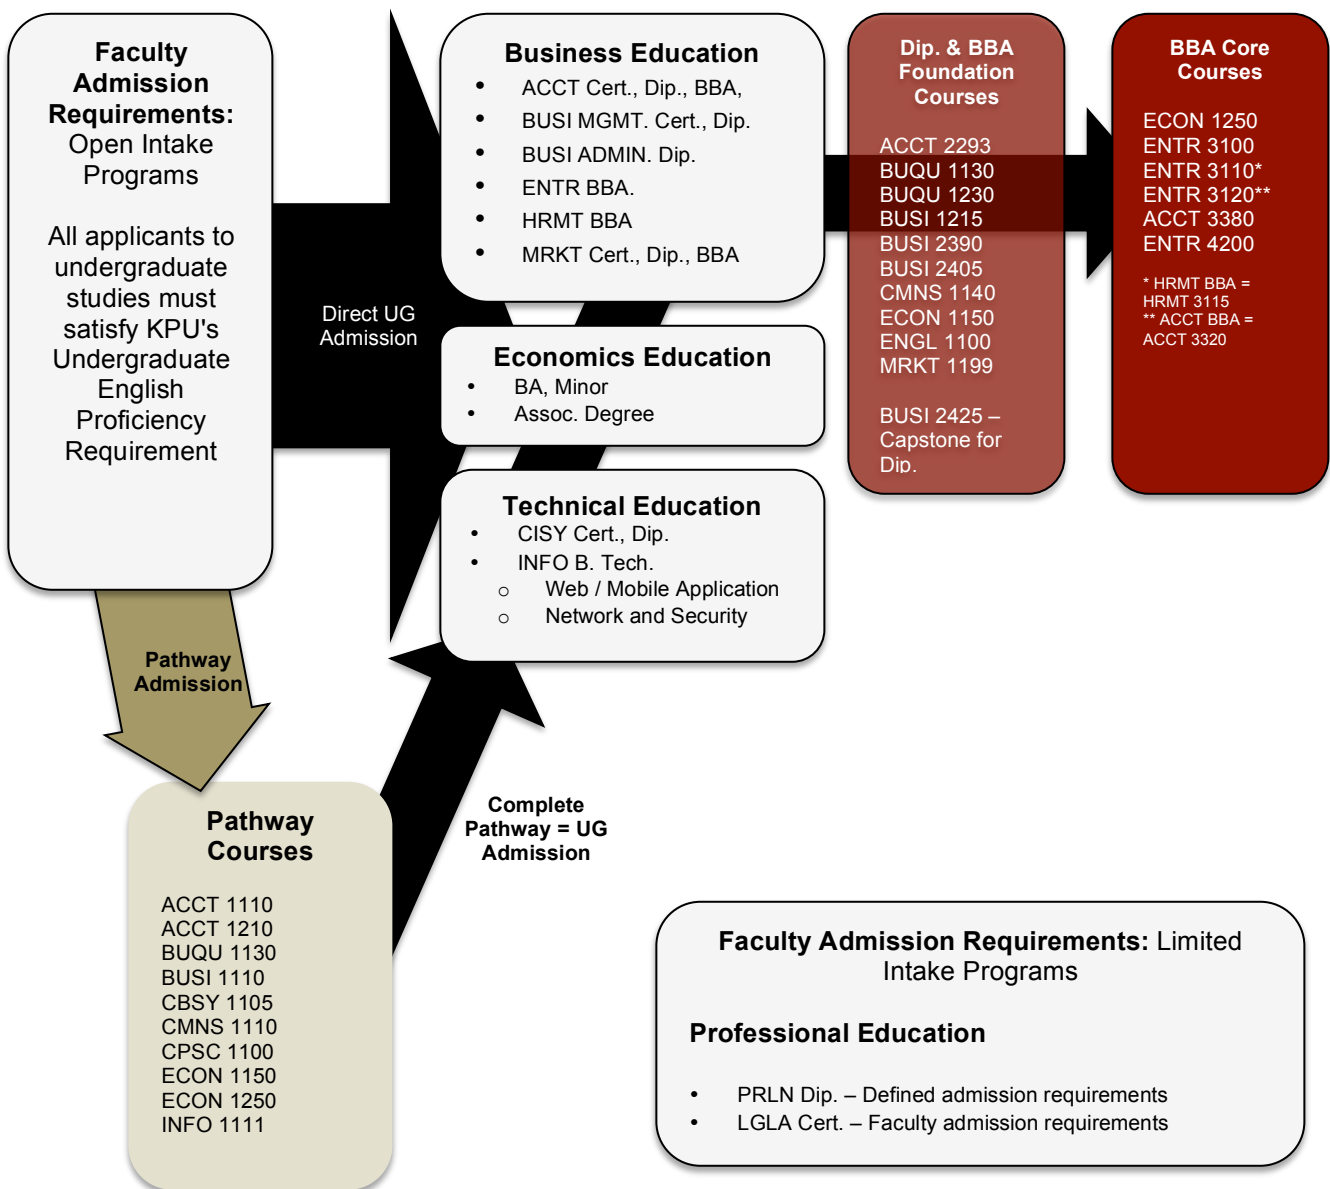 Faculty
Admission
Requirements:
Open Intake
Programs
All applicants to
undergraduate
studies must
satisfy KPU's
Undergraduate
English
Proficiency
Requirement
Direct UG
Admission
Business Education
• ACCT Cert., Dip., BBA,
• BUSI MGMT. Cert., Dip.
• BUSI ADMIN. Dip.
• ENTR BBA.
• HRMT BBA
• MRKT Cert., Dip., BBA
Economics Education
• BA, Minor
• Assoc. Degree
Technical Education
• CISY Cert., Dip.
• INFO B. Tech.
o Web / Mobile Application
o Network and Security
Dip. & BBA
Foundation
Courses
ACCT 2293
BUQU 1130
BUQU 1230
BUSI 1215
BUSI 2390
BUSI 2405
CMNS 1140
ECON 1150
ENGL 1100
MRKT 1199
BUSI 2425 –
Capstone for
Dip.
BBA Core
Courses
ECON 1250
ENTR 3100
ENTR 3110*
ENTR 3120**
ACCT 3380
ENTR 4200
* HRMT BBA =
HRMT 3115
** ACCT BBA =
ACCT 3320
Pathway
Admission
Pathway
Courses
ACCT 1110
ACCT 1210
BUQU 1130
BUSI 1110
CBSY 1105
CMNS 1110
CPSC 1100
ECON 1150
ECON 1250
INFO 1111
Complete
Pathway = UG
Admission
Faculty Admission Requirements: Limited
Intake Programs
Professional Education
• PRLN Dip. – Defined admission requirements
• LGLA Cert. – Faculty admission requirements